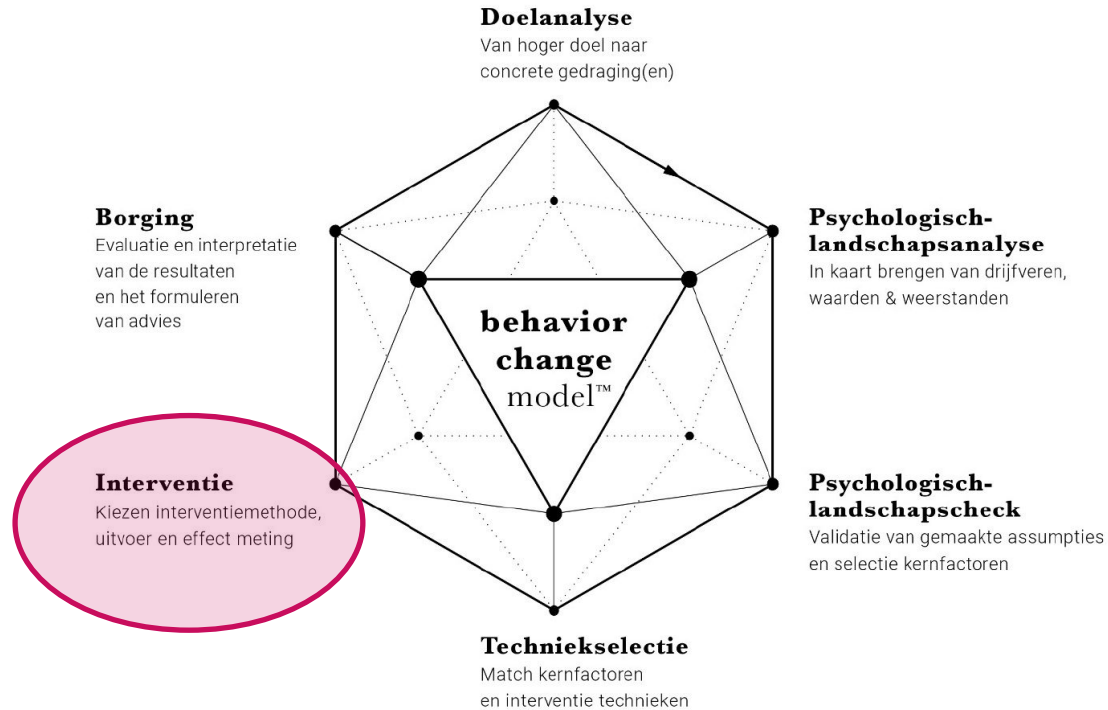 Doelanalyse
Van hoger doel naar
concrete gedraging(en)
Psychologisch-
landschapsanalyse
In kaart brengen van drijfveren,
waarden & weerstanden
Psychologisch-
landschapscheck
Validatie van gemaakte assumpties
en selectie kernfactoren
Techniekselectie
Match kernfactoren
en interventie technieken
Interventie
Kiezen interventiemethode,
uitvoer en effect meting
Borging
Evaluatie en interpretatie
van de resultaten
en het formuleren
van advies
behavior
change
model™